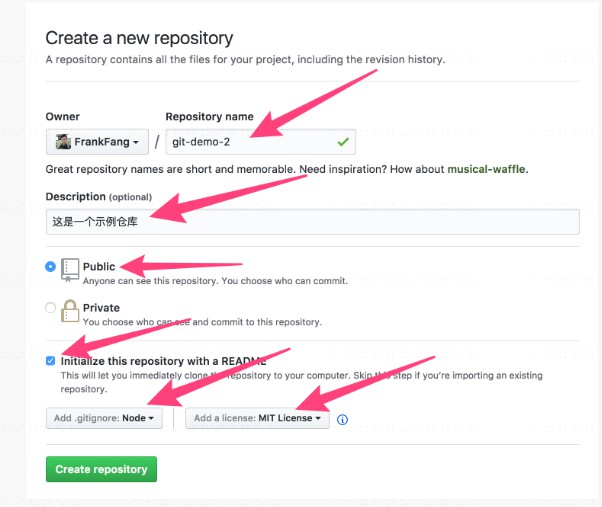 Create a new repository
A repository contains all the files for your project, including the revision history.
Owner
Repository name
FrankFang / git-demo-2
Great repository names are short and memorable. Need inspiration? How about musical-waffle.
Description (optional)
这是一个示例仓库
Public
Anyone can see this repository. You choose who can commit.
Private
You choose who can see and commit to this repository.
Initialize this repository with a README
This will let you immediately clone the repository to your computer. Skip this step if you're importing an existing
repository.
Add .gitignore: Node
Add a license: MIT License
Create repository